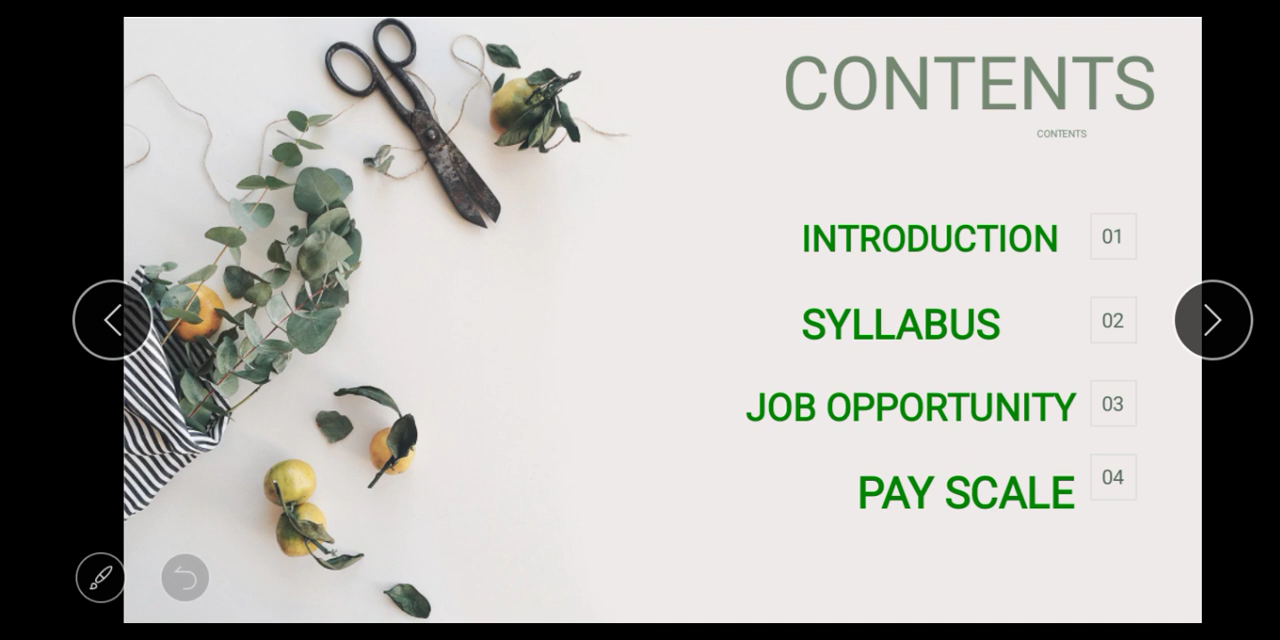 CONTENTS
CONTENTS
INTRODUCTION 01
SYLLABUS 02
JOB OPPORTUNITY 03
PAY SCALE 04